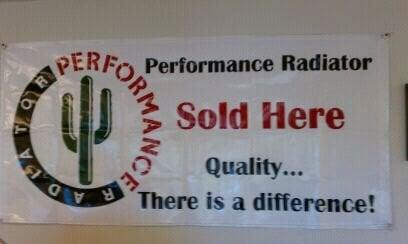 PERFORMANCE
RADIATOR
Performance Radiator
Sold Here
Quality...
There is a difference!